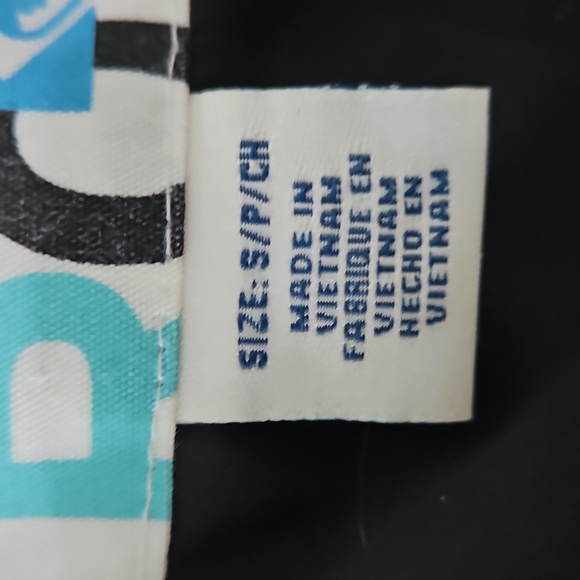 SIZE: S/P/CH
MADE IN
VIETNAM
FABRIQUE EN
VIETNAM
HECHO EN
VIETNAM